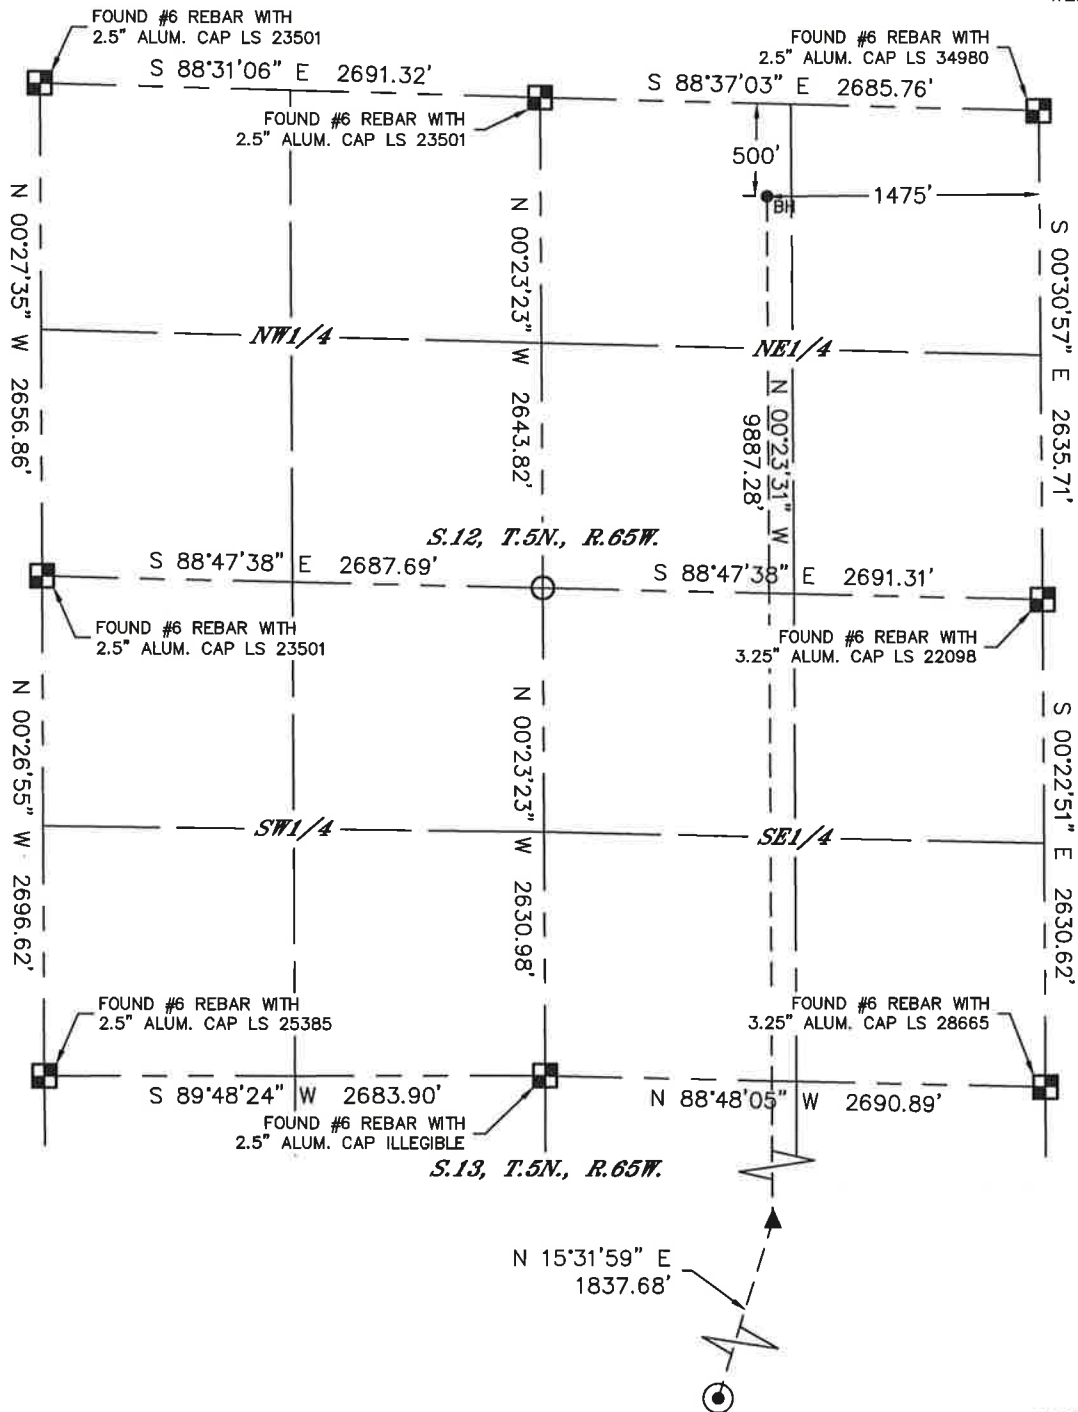 FOUND #6 REBAR WITH
2.5" ALUM. CAP LS 23501
FOUND #6 REBAR WITH
2.5" ALUM. CAP LS 34980
S 88°31'06" E 2691.32'
S 88°37'03" E 2685.76'
FOUND #6 REBAR WITH
2.5" ALUM. CAP LS 23501
500'
1475'
BH
N 00°27'35" W 2656.86'
N 00°23'23" W 2643.82'
S 00°30'57" E 2635.71'
NW1/4
NE1/4
N 00°23'31" W
9887.28'
S.12, T.5N., R.65W.
S 88°47'38" E 2687.69'
S 88°47'38" E 2691.31'
FOUND #6 REBAR WITH
2.5" ALUM. CAP LS 23501
FOUND #6 REBAR WITH
3.25" ALUM. CAP LS 22098
N 00°26'55" W 2696.62'
N 00°23'23" W 2630.98'
S 00°22'51" E 2630.62'
SW1/4
SE1/4
FOUND #6 REBAR WITH
2.5" ALUM. CAP LS 25385
FOUND #6 REBAR WITH
3.25" ALUM. CAP LS 28665
S 89°48'24" W 2683.90'
N 88°48'05" W 2690.89'
FOUND #6 REBAR WITH
2.5" ALUM. CAP ILLEGIBLE
S.13, T.5N., R.65W.
N 15°31'59" E
1837.68'